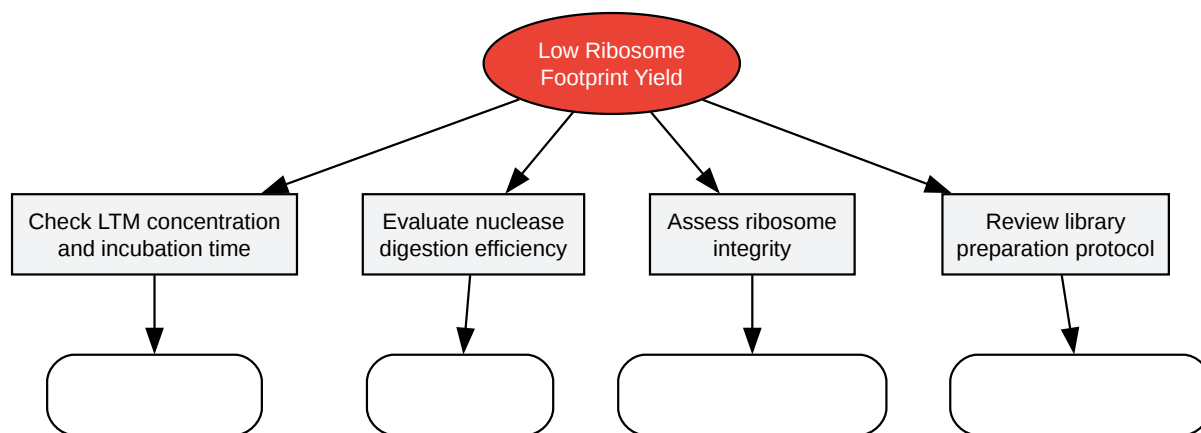 Low Ribosome
Footprint Yield
Check LTM concentration
and incubation time
Evaluate nuclease
digestion efficiency
Assess ribosome
integrity
Review library
preparation protocol